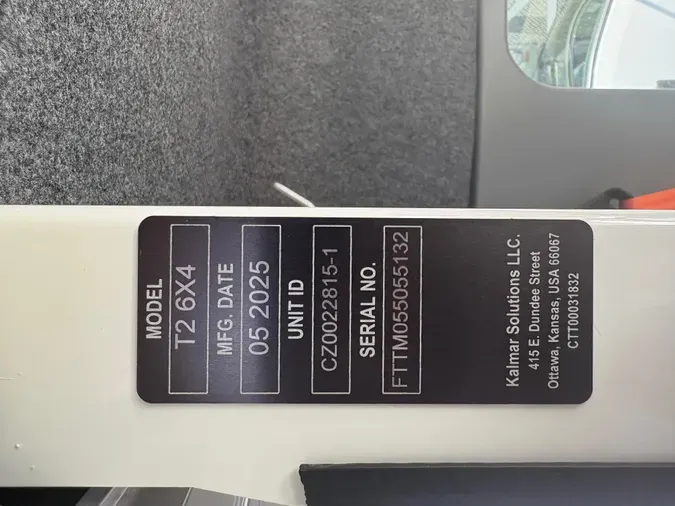 MODEL
T2 6X4
MFG. DATE
05 2025
UNIT ID
CZ0022815-1
SERIAL NO.
FTTM055055132
Kalmar Solutions LLC.
415 E. Dundee Street
Ottawa, Kansas, USA 66067
CTT00031832